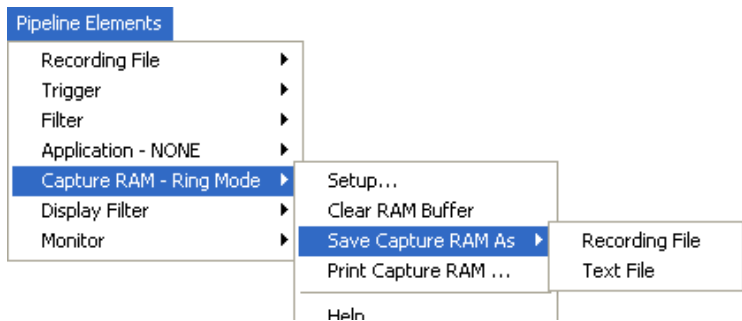 Pipeline Elements
Recording File
Trigger
Filter
Application - NONE
Capture RAM - Ring Mode
Display Filter
Monitor
Setup...
Clear RAM Buffer
Save Capture RAM As
Print Capture RAM ...
Help
Recording File
Text File